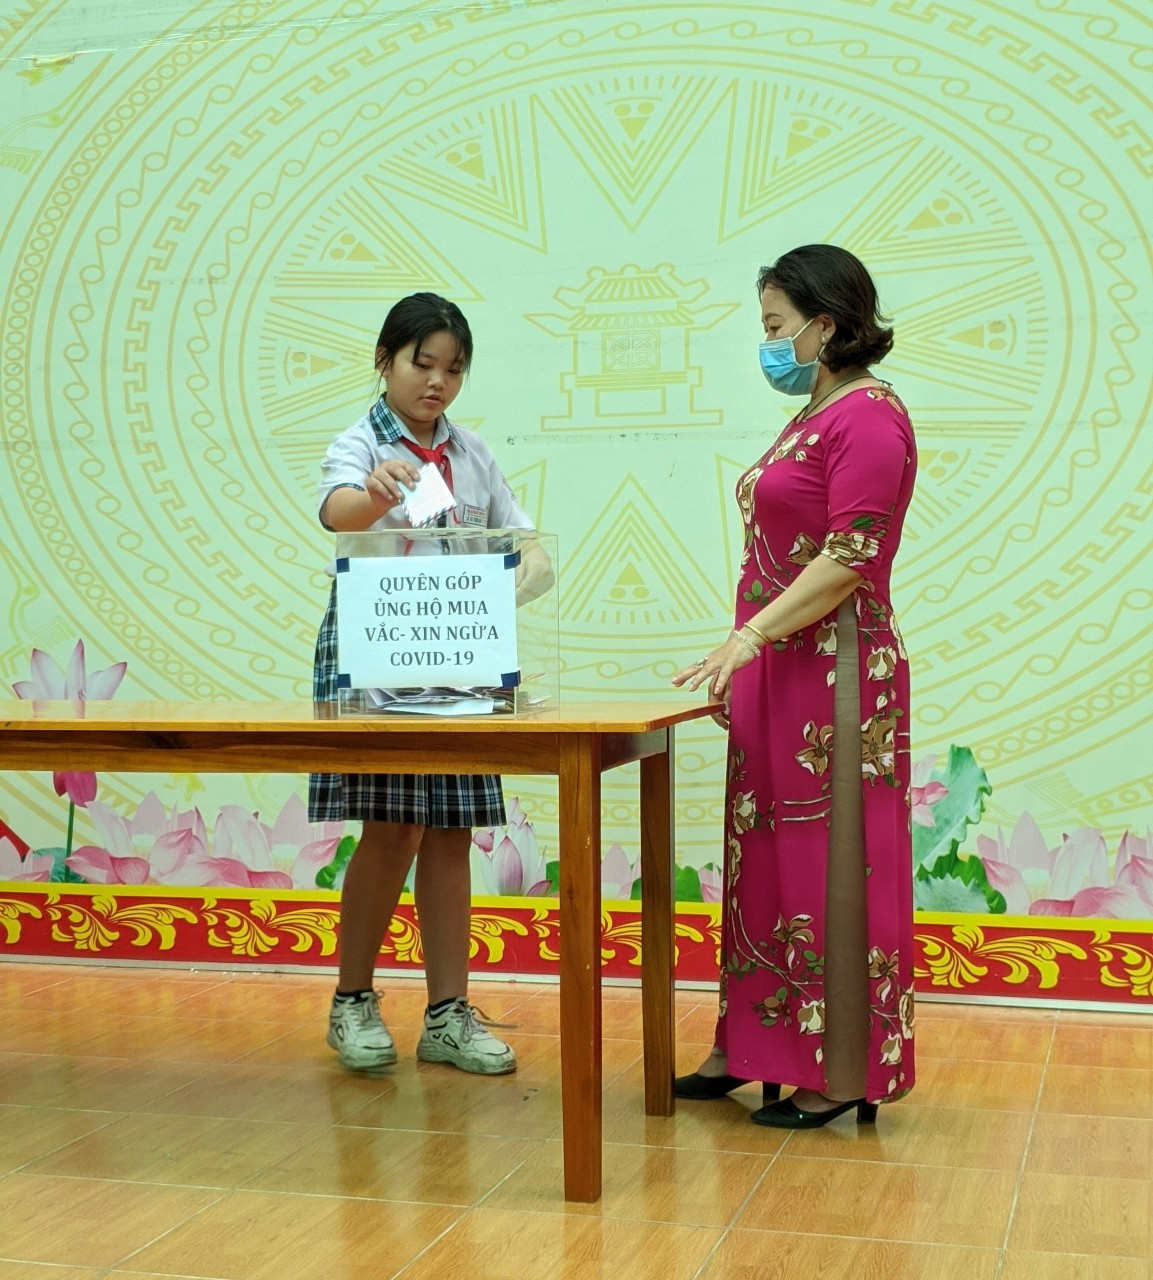 QUYÊN GÓP
ỦNG HỘ MUA
VẮC- XIN NGỪA
COVID-19